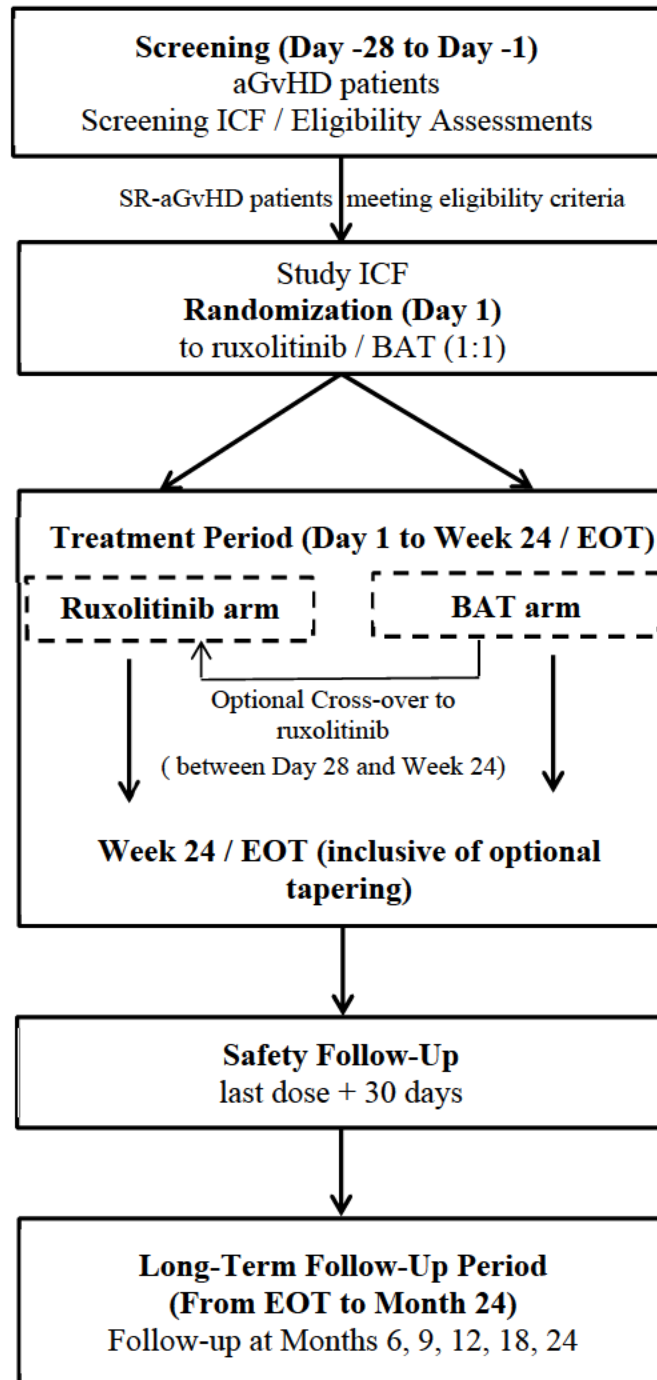 Screening (Day -28 to Day -1)
aGvHD patients
Screening ICF / Eligibility Assessments
SR-aGvHD patients meeting eligibility criteria
Study ICF
Randomization (Day 1)
to ruxolitinib / BAT (1:1)
Treatment Period (Day 1 to Week 24 / EOT)
Ruxolitinib arm
BAT arm
Optional Cross-over to
ruxolitinib
( between Day 28 and Week 24)
Week 24 / EOT (inclusive of optional
tapering)
Safety Follow-Up
last dose + 30 days
Long-Term Follow-Up Period
(From EOT to Month 24)
Follow-up at Months 6, 9, 12, 18, 24